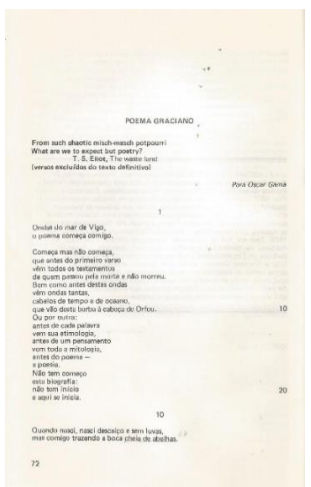 POEMA GRACIANO
From such chaotic misch-masch potpourri
What are we to expect but poetry?
T. S. Eliot, The waste land
(versos excluídos do texto definitivo)
Para Oscar Gama
1
Ondas do mar de Vigo,
o poema começa comigo.
Começa mas não começa,
que antes do primeiro verso
vêm todos os testamentos
de quem passou pela morte e não morreu.
Bem como antes destas ondas
vêm ondas tantas,
cabelos de tempo e de oceano,
que vão desta barba à cabeça de Orfeu. 10
Ou por outra:
antes de cada palavra
vem sua etimologia,
antes de um pensamento
vem toda a mitologia,
antes do poema —
a poesia.
Não tem começo
esta biografia:
não tem início
e aqui se inicia. 20
10
Quando nasci, nasci descalço e sem luvas,
mas comigo trazendo a boca cheia de abelhas.
72